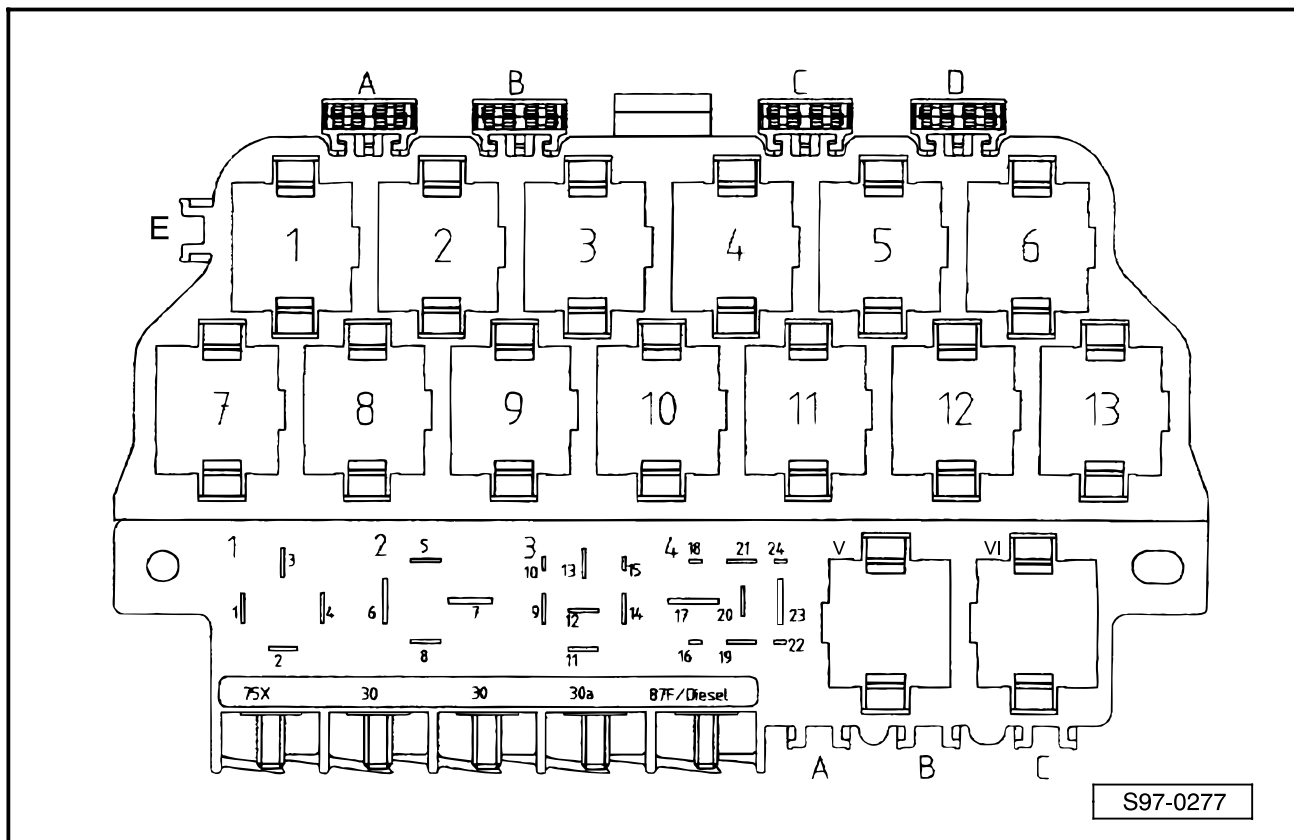 A B C D
E
1 2 3 4 5 6
7 8 9 10 11 12 13
1 3 2 5 3 10 13 15 4 18 21 24 V VI
1 4 6 7 9 12 14 17 20 23
2 8 11 16 19 22
75X 30 30 30a 87F/Diesel
A B C
S97-0277